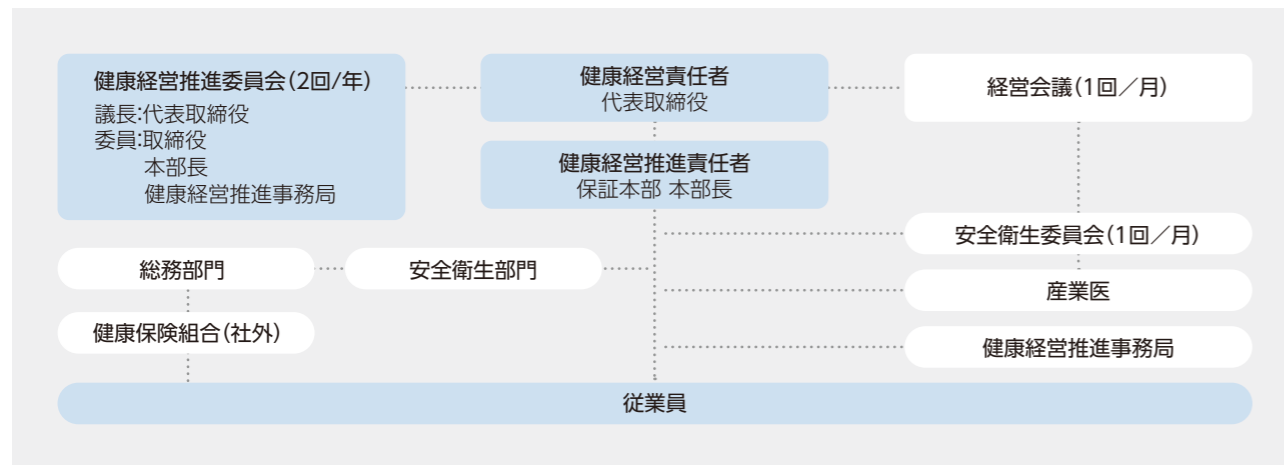 健康経営推進委員会(2回/年)
議長:代表取締役
委員:取締役
本部長
健康経営推進事務局
健康経営責任者
代表取締役
経営会議(1回／月)
健康経営推進責任者
保証本部 本部長
安全衛生委員会(1回／月)
総務部門
安全衛生部門
産業医
健康保険組合(社外)
健康経営推進事務局
従業員